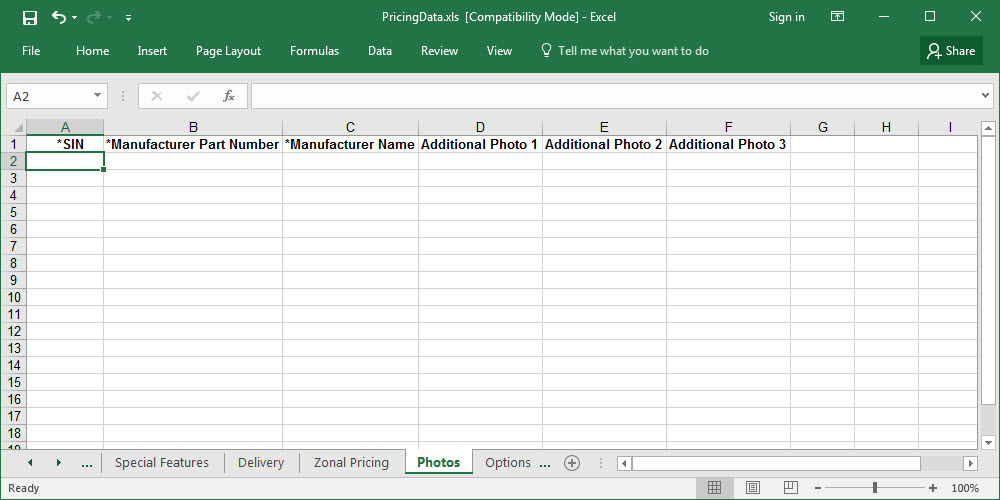 PricingData.xls [Compatibility Mode] - Excel
Sign in
File Home Insert Page Layout Formulas Data Review View Tell me what you want to do Share
A2 fx
A B C D E F G H I
1 *SIN *Manufacturer Part Number *Manufacturer Name Additional Photo 1 Additional Photo 2 Additional Photo 3
2
3
4
5
6
7
8
9
10
11
12
13
14
15
16
17
18
19
... Special Features Delivery Zonal Pricing Photos Options ...
Ready 100%